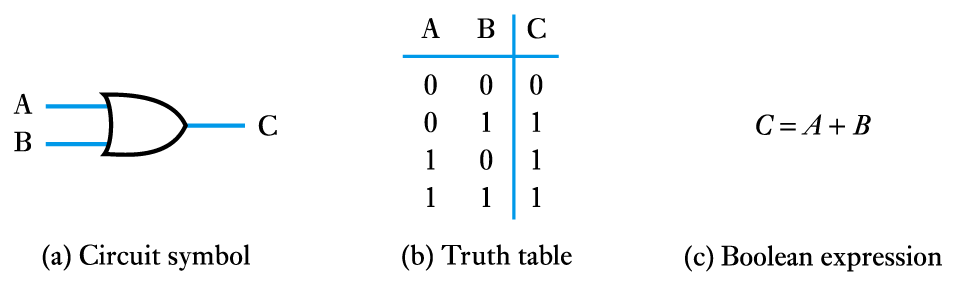 A
B
C
(a) Circuit symbol
A B C
0 0 0
0 1 1
1 0 1
1 1 1
(b) Truth table
C = A + B
(c) Boolean expression